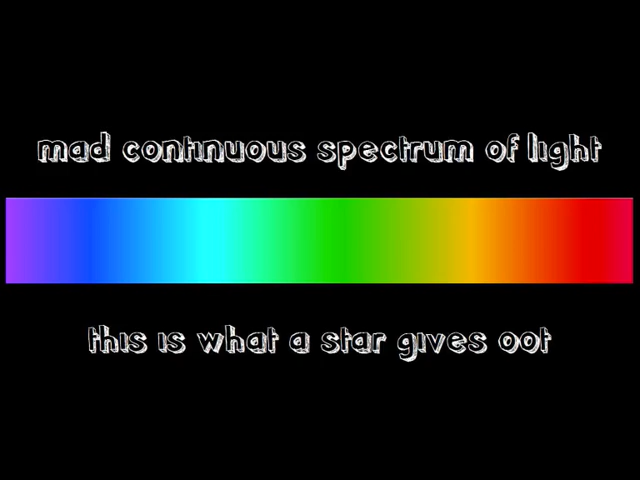 mad continuous spectrum of light
this is what a star gives oot